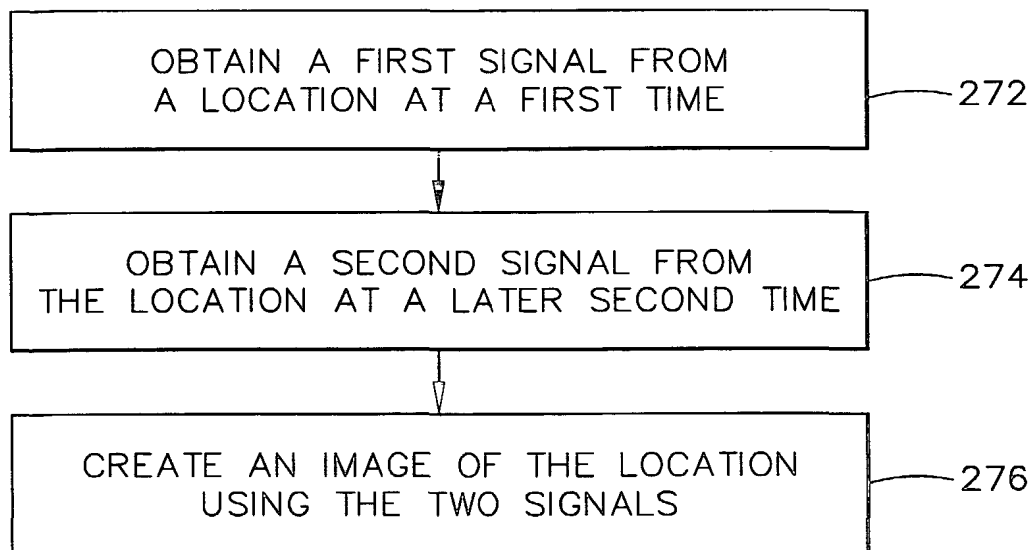 OBTAIN A FIRST SIGNAL FROM
A LOCATION AT A FIRST TIME
272
OBTAIN A SECOND SIGNAL FROM
THE LOCATION AT A LATER SECOND TIME
274
CREATE AN IMAGE OF THE LOCATION
USING THE TWO SIGNALS
276